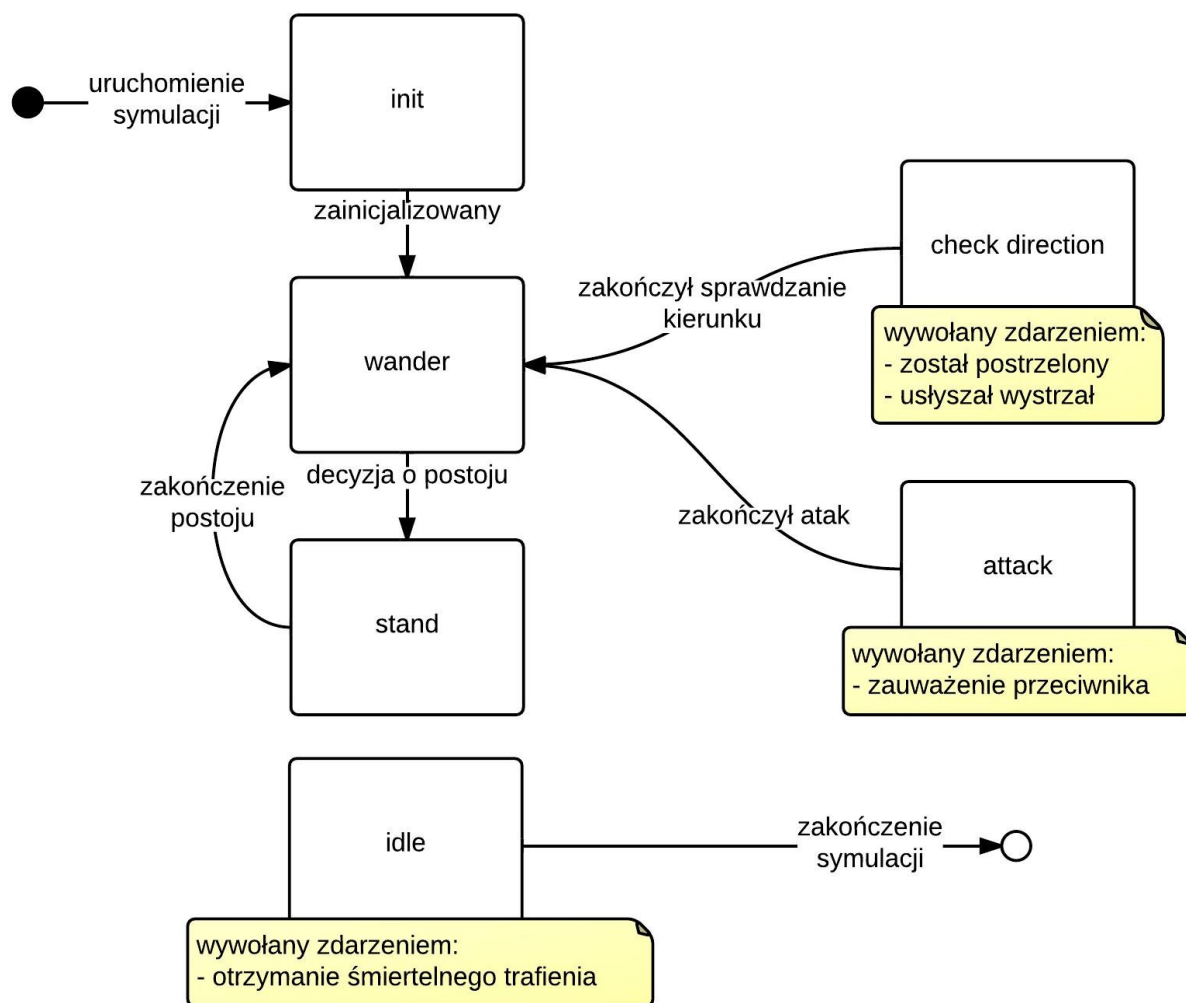 uruchomienie
symulacji
init
zainicjalizowany
check direction
zakończył sprawdzanie
kierunku
wywołany zdarzeniem:
- został postrzelony
- usłyszał wystrzał
wander
decyzja o postoju
zakończenie
postoju
zakończył atak
attack
stand
wywołany zdarzeniem:
- zauważenie przeciwnika
idle
zakończenie
symulacji
wywołany zdarzeniem:
- otrzymanie śmiertelnego trafienia